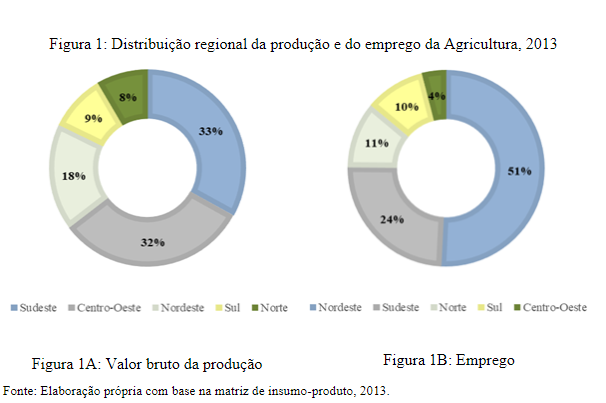 Figura 1: Distribuição regional da produção e do emprego da Agricultura, 2013
8%
33%
9%
18%
32%
4%
10%
11%
51%
24%
Sudeste Centro-Oeste Nordeste Sul Norte
Nordeste Sudeste Norte Sul Centro-Oeste
Figura 1A: Valor bruto da produção
Figura 1B: Emprego
Fonte: Elaboração própria com base na matriz de insumo-produto, 2013.